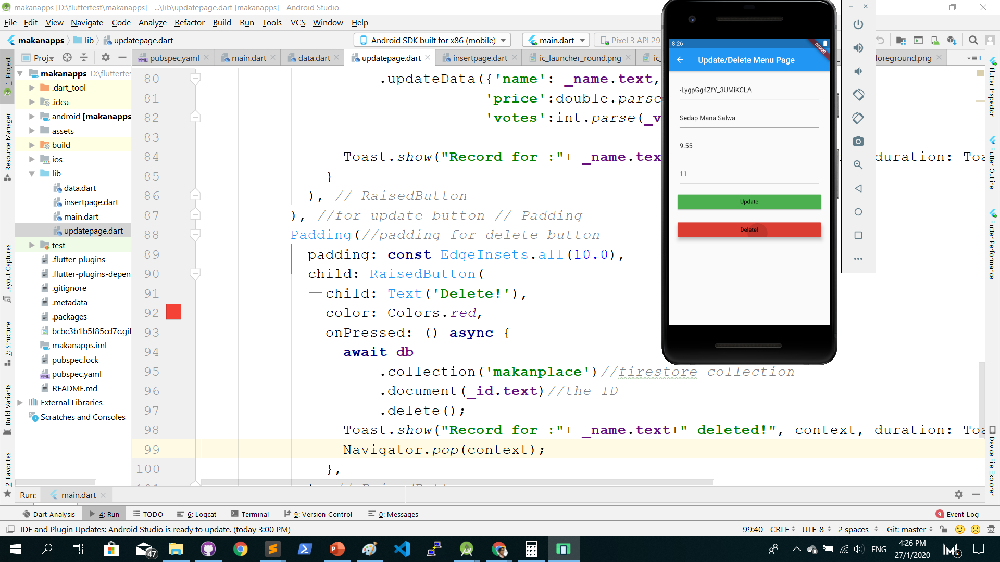 makanapps [D:\fluttertest\makanapps] - ...\lib\updatepage.dart [makanapps] - Android Studio
File Edit View Navigate Code Analyze Refactor Build Run Tools VCS Window Help
makanapps lib updatepage.dart
Android SDK built for x86 (mobile) main.dart Pixel 3 API 29
Proj.
pubspec.yaml main.dart data.dart updatepage.dart insertpage.dart ic_launcher_round.png ic_ foreground.png 1
1: Project
Resource Manager
Layout Captures
7: Structure
Build Variants
2: Favorites
makanapps D:\fluttertes
.dart_tool
.idea
android [makanapps
assets
build
ios
lib
data.dart
insertpage.dart
main.dart
updatepage.dart
test
.flutter-plugins
.flutter-plugins-depen
.gitignore
.metadata
.packages
bcbc3b1b5f85cd7c.gif
makanapps.iml
pubspec.lock
pubspec.yaml
README.md
External Libraries
Scratches and Consoles
80 .updateData({'name': _name.text,
81 'price':double.parse
82 'votes':int.parse(_v
83
84 Toast.show("Record for :"+ _name.tex , duration: Toa
85 }
86 ), // RaisedButton
87 ), //for update button // Padding
88 Padding(//padding for delete button
89 padding: const EdgeInsets.all(10.0),
90 child: RaisedButton(
91 child: Text('Delete!'),
92 color: Colors.red,
93 onPressed: () async {
94 await db
95 .collection('makanplace')//firestore collection
96 .document(_id.text)//the ID
97 .delete();
98 Toast.show("Record for :"+ _name.text+" deleted!", context, duration: Toa
99 Navigator.pop(context);
100 },
8:26
DEBUG
Update/Delete Menu Page
-LygpGg4ZfY_3UMiKCLA
Sedap Mana Salwa
9.55
11
Update
Delete!
Flutter Inspector
Flutter Outline
Flutter Performance
Device File Explorer
Run: main.dart
Dart Analysis 4: Run TODO 6: Logcat Terminal 9: Version Control 0: Messages 9 Event Log
IDE and Plugin Updates: Android Studio is ready to update. (today 3:00 PM) 99:40 CRLF UTF-8 2 spaces Git: master
47
ENG
4:26 PM
27/1/2020
2